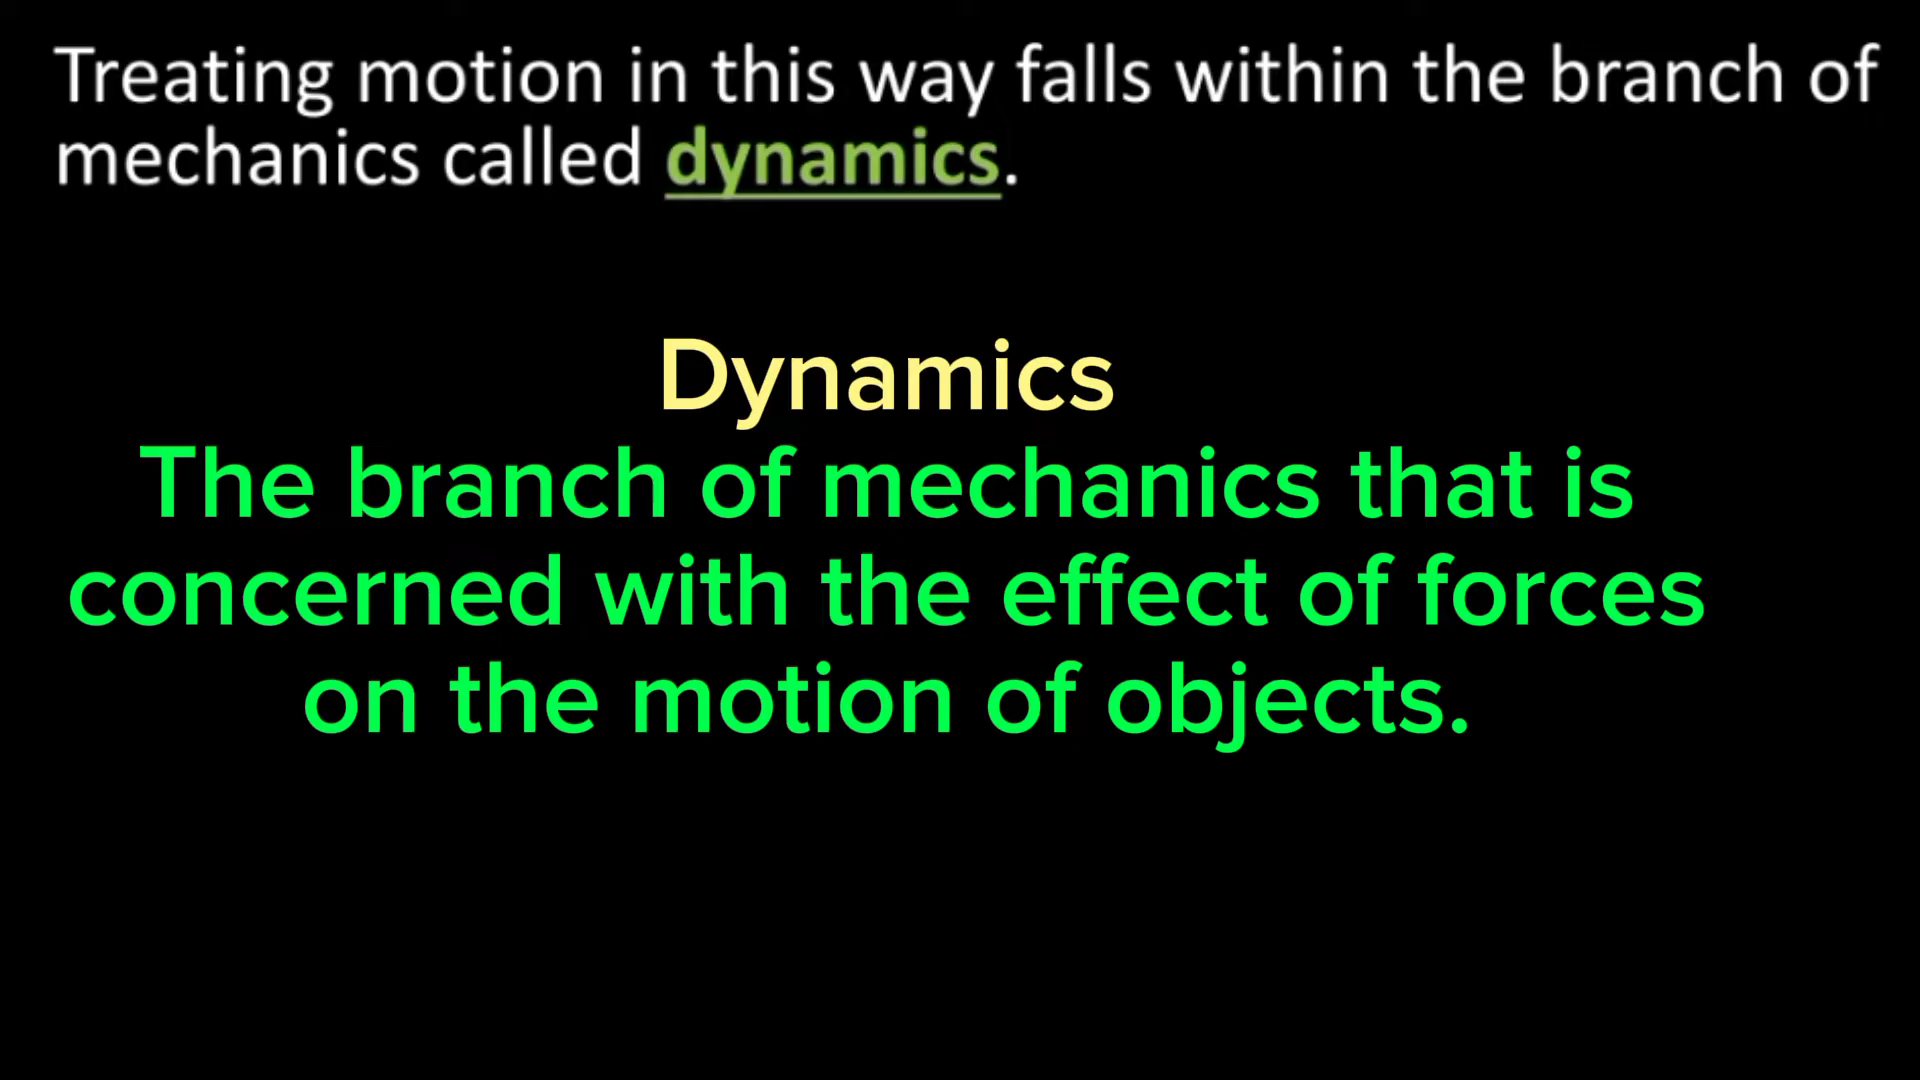 Treating motion in this way falls within the branch of
mechanics called dynamics.
Dynamics
The branch of mechanics that is
concerned with the effect of forces
on the motion of objects.